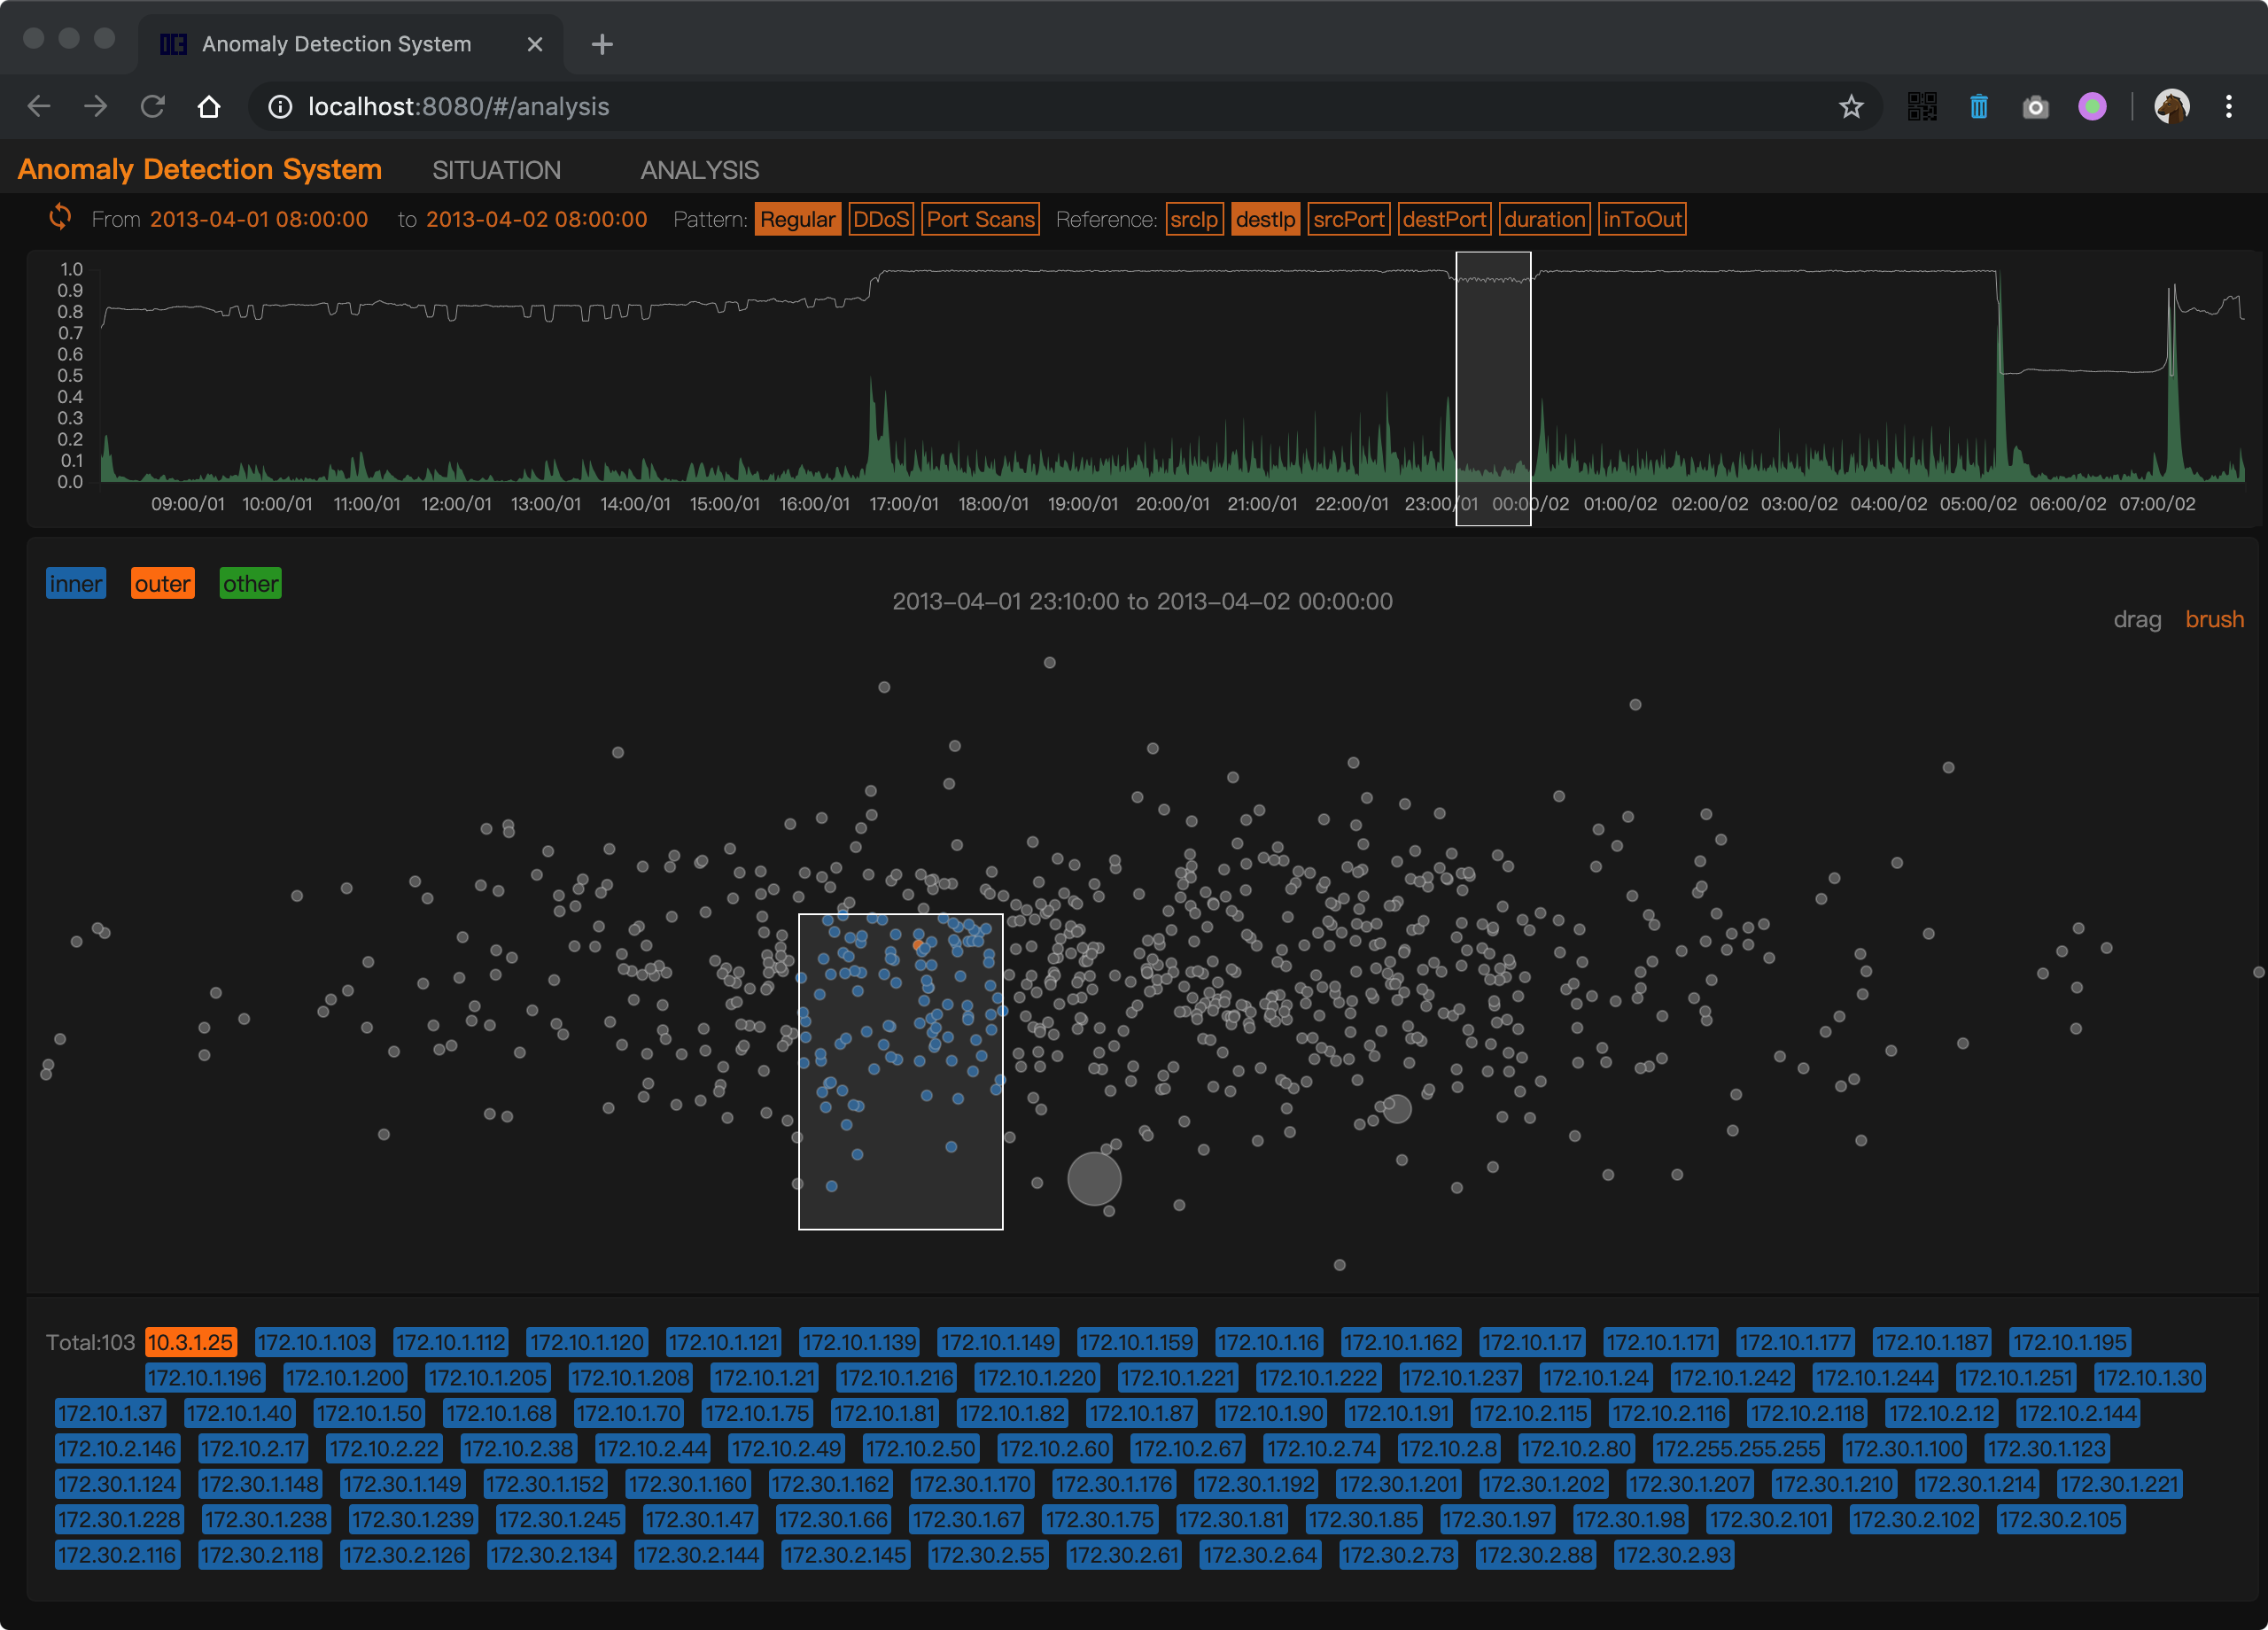 Anomaly Detection System
localhost:8080/#/analysis
Anomaly Detection System SITUATION ANALYSIS
From 2013-04-01 08:00:00 to 2013-04-02 08:00:00 Pattern: Regular DDoS Port Scans Reference: srcIp destIp srcPort destPort duration inToOut
1.0
0.9
0.8
0.7
0.6
0.5
0.4
0.3
0.2
0.1
0.0
09:00/01 10:00/01 11:00/01 12:00/01 13:00/01 14:00/01 15:00/01 16:00/01 17:00/01 18:00/01 19:00/01 20:00/01 21:00/01 22:00/01 23:00/01 00:00/02 01:00/02 02:00/02 03:00/02 04:00/02 05:00/02 06:00/02 07:00/02
inner outer other
2013-04-01 23:10:00 to 2013-04-02 00:00:00
drag brush
Total:103 10.3.1.25 172.10.1.103 172.10.1.112 172.10.1.120 172.10.1.121 172.10.1.139 172.10.1.149 172.10.1.159 172.10.1.16 172.10.1.162 172.10.1.17 172.10.1.171 172.10.1.177 172.10.1.187 172.10.1.195
172.10.1.196 172.10.1.200 172.10.1.205 172.10.1.208 172.10.1.21 172.10.1.216 172.10.1.220 172.10.1.221 172.10.1.222 172.10.1.237 172.10.1.24 172.10.1.242 172.10.1.244 172.10.1.251 172.10.1.30
172.10.1.37 172.10.1.40 172.10.1.50 172.10.1.68 172.10.1.70 172.10.1.75 172.10.1.81 172.10.1.82 172.10.1.87 172.10.1.90 172.10.1.91 172.10.2.115 172.10.2.116 172.10.2.118 172.10.2.12 172.10.2.144
172.10.2.146 172.10.2.17 172.10.2.22 172.10.2.38 172.10.2.44 172.10.2.49 172.10.2.50 172.10.2.60 172.10.2.67 172.10.2.74 172.10.2.8 172.10.2.80 172.255.255.255 172.30.1.100 172.30.1.123
172.30.1.124 172.30.1.148 172.30.1.149 172.30.1.152 172.30.1.160 172.30.1.162 172.30.1.170 172.30.1.176 172.30.1.192 172.30.1.201 172.30.1.202 172.30.1.207 172.30.1.210 172.30.1.214 172.30.1.221
172.30.1.228 172.30.1.238 172.30.1.239 172.30.1.245 172.30.1.47 172.30.1.66 172.30.1.67 172.30.1.75 172.30.1.81 172.30.1.85 172.30.1.97 172.30.1.98 172.30.2.101 172.30.2.102 172.30.2.105
172.30.2.116 172.30.2.118 172.30.2.126 172.30.2.134 172.30.2.144 172.30.2.145 172.30.2.55 172.30.2.61 172.30.2.64 172.30.2.73 172.30.2.88 172.30.2.93